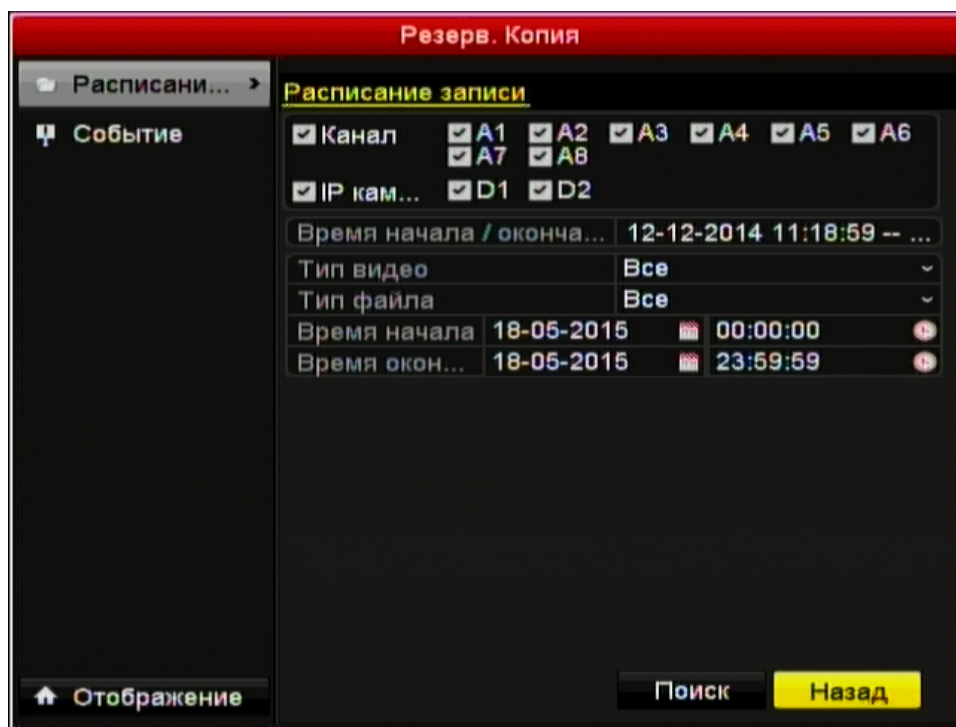 Резерв. Копия
Расписани... >
Событие
Расписание записи
Канал A1 A2 A3 A4 A5 A6
A7 A8
IP кам... D1 D2
Время начала / оконча... 12-12-2014 11:18:59 -- ...
Тип видео Все
Тип файла Все
Время начала 18-05-2015 00:00:00
Время окон... 18-05-2015 23:59:59
Отображение
Поиск Назад